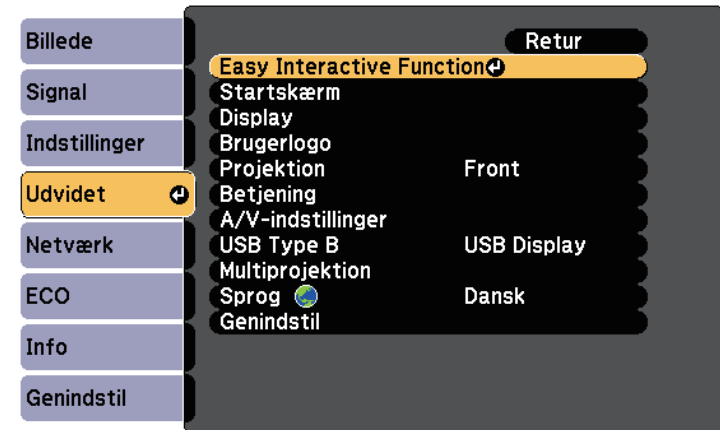 Billede
Signal
Indstillinger
Udvidet
Netværk
ECO
Info
Genindstil
Retur
Easy Interactive Function
Startskærm
Display
Brugerlogo
Projektion Front
Betjening
A/V-indstillinger
USB Type B USB Display
Multiprojektion
Sprog Dansk
Genindstil